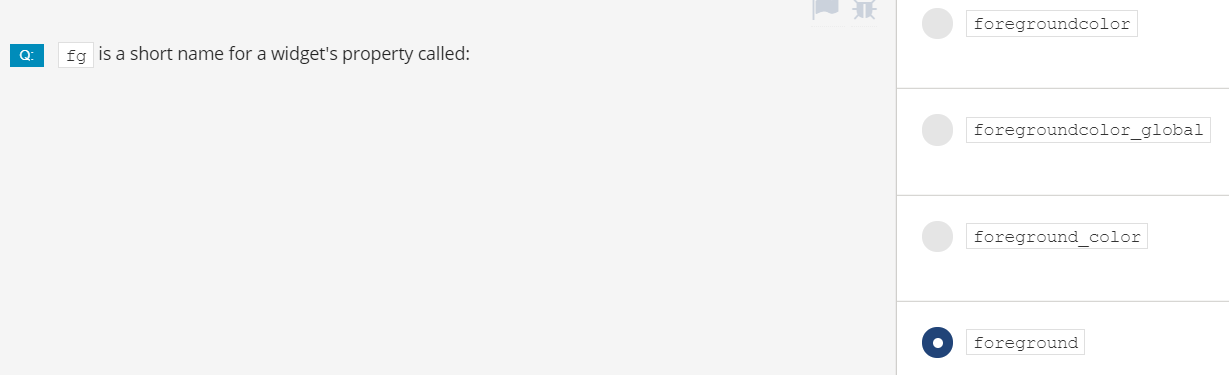 Q: fg is a short name for a widget's property called:
foregroundcolor
foregroundcolor_global
foreground_color
foreground